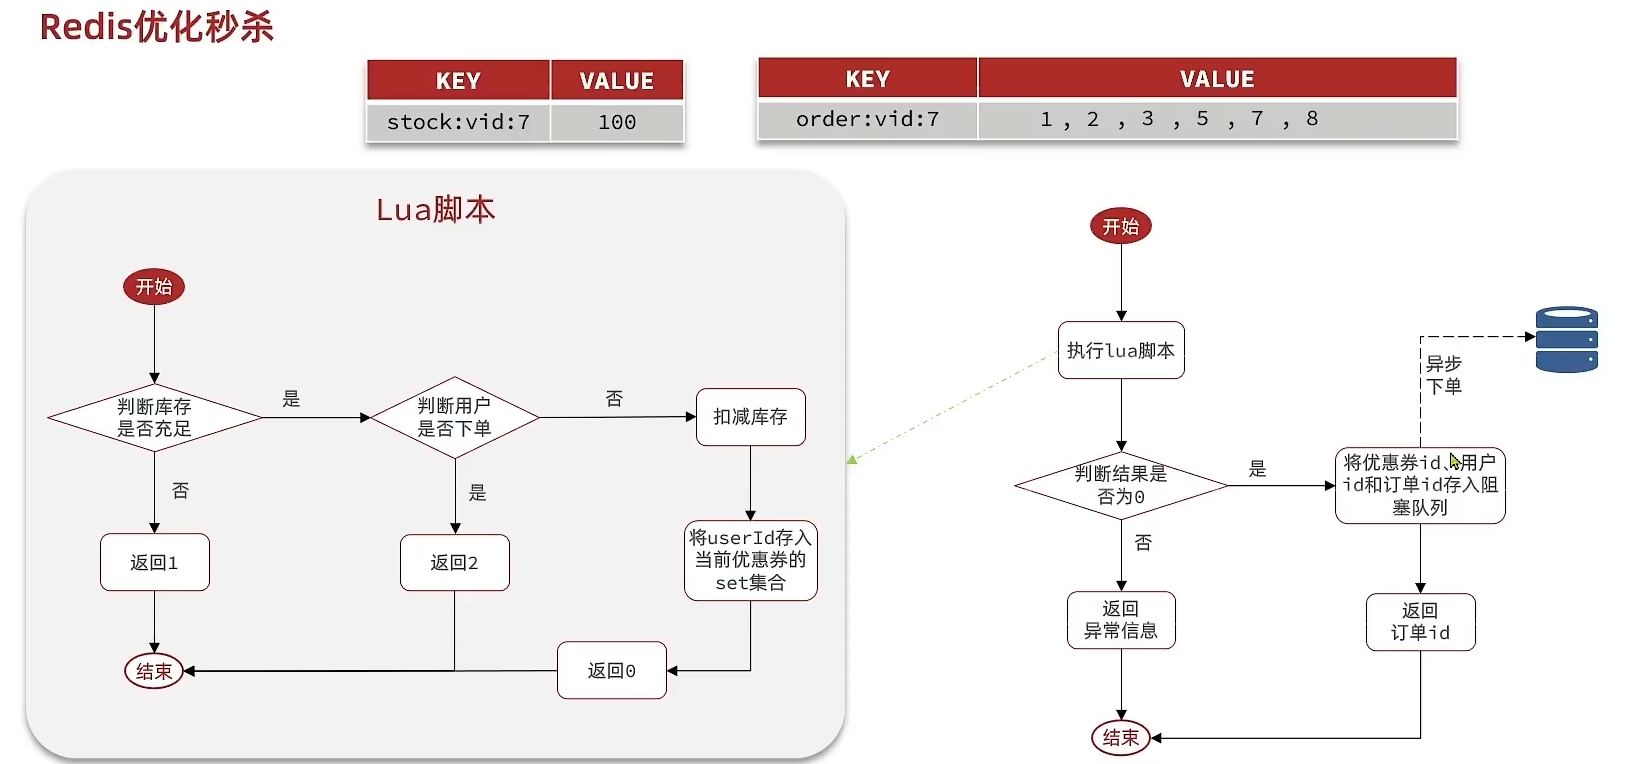 Redis优化秒杀
KEY VALUE
stock:vid:7 100
KEY VALUE
order:vid:7 1 , 2 , 3 , 5 , 7 , 8
Lua脚本
开始
判断库存
是否充足
是
判断用户
是否下单
否
扣减库存
否
是
返回1
返回2
将userId存入
当前优惠券的
set集合
结束
返回0
开始
执行lua脚本
异步
下单
判断结果是
否为0
是
将优惠券id、用户
id和订单id存入阻
塞队列
否
返回
异常信息
返回
订单id
结束